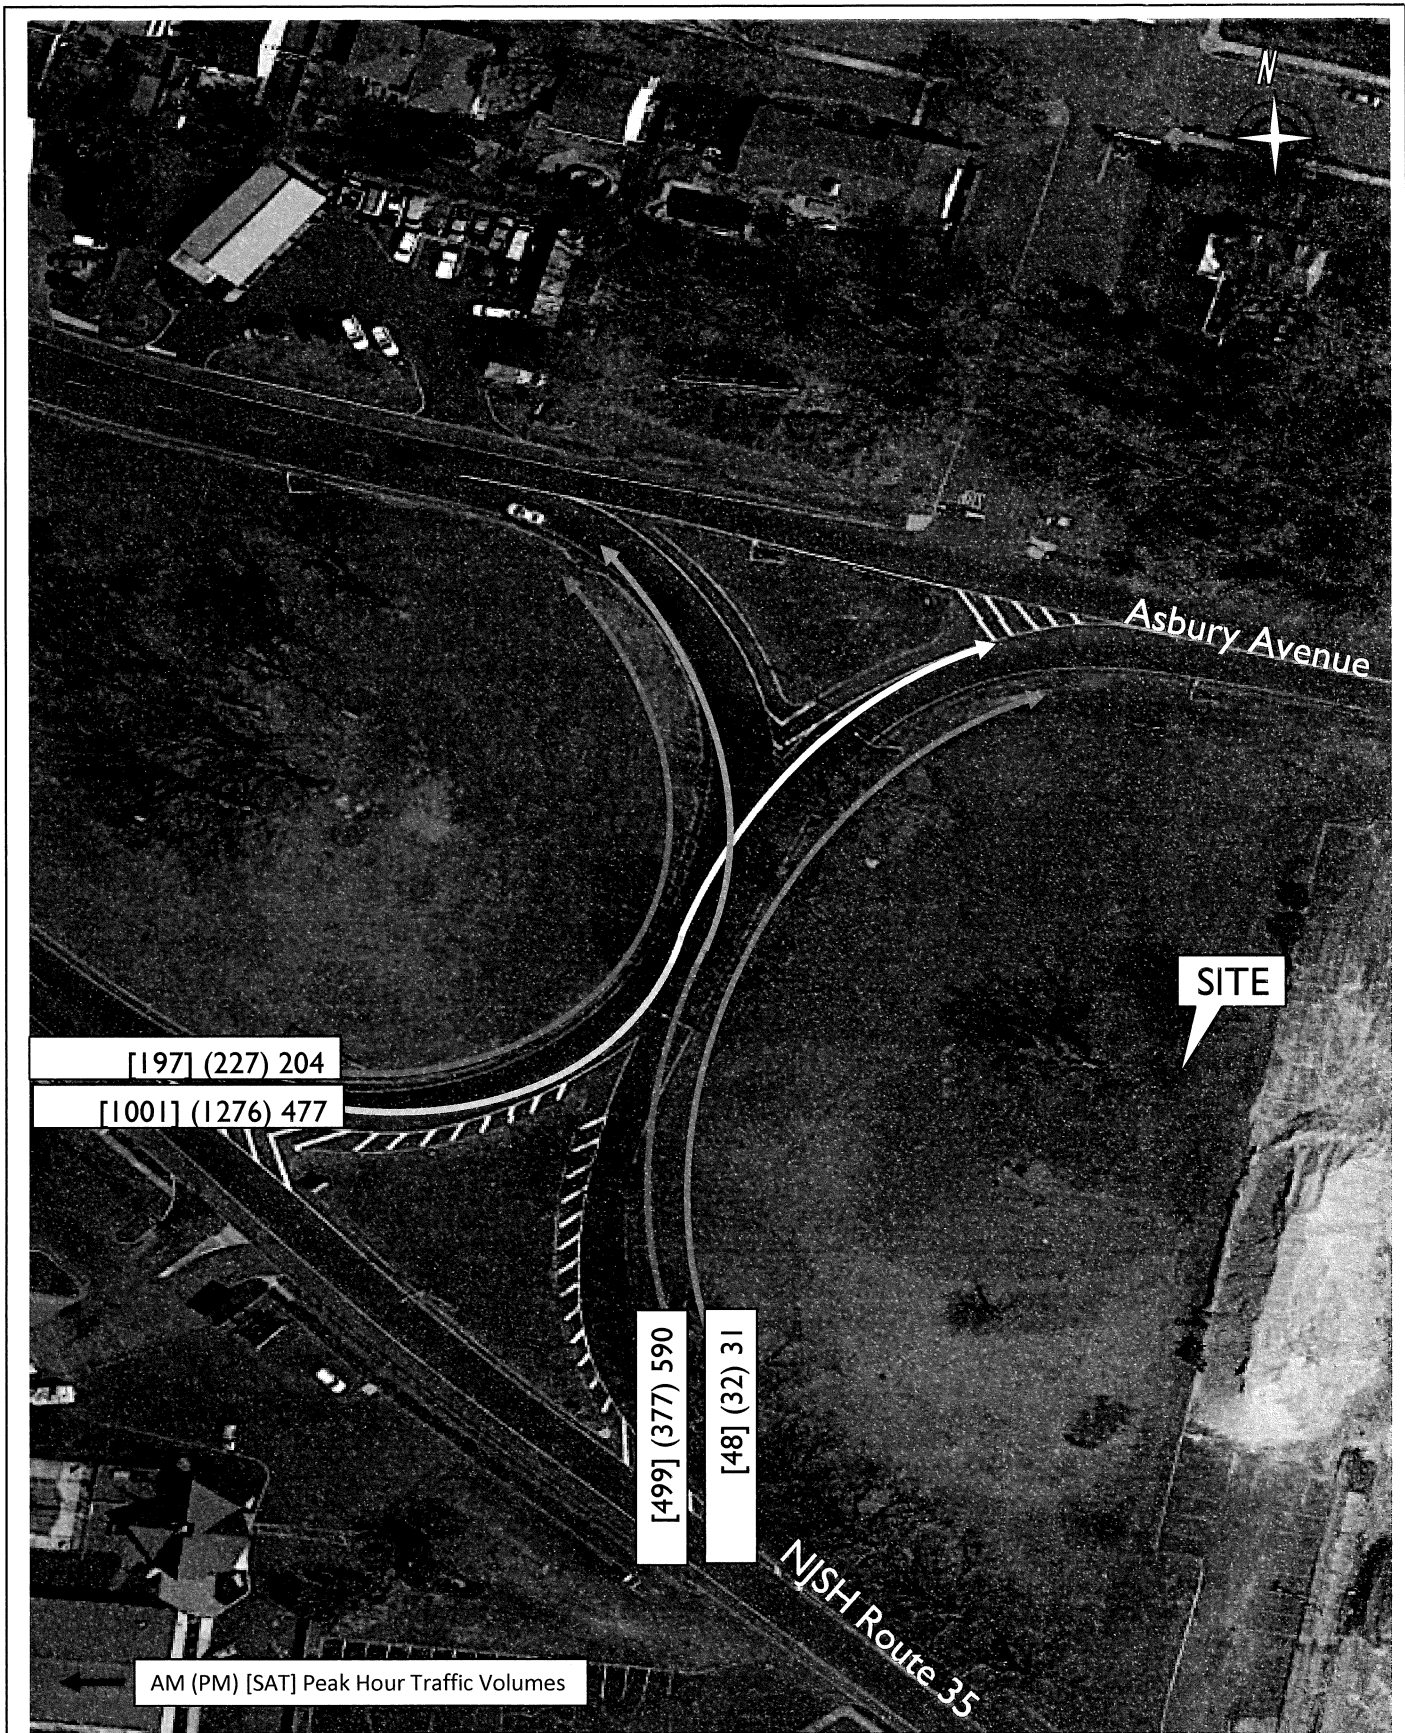 N
Asbury Avenue
SITE
[197] (227) 204
[1001] (1276) 477
[499] (377) 590
[48] (32) 31
NJSH Route 35
AM (PM) [SAT] Peak Hour Traffic Volumes